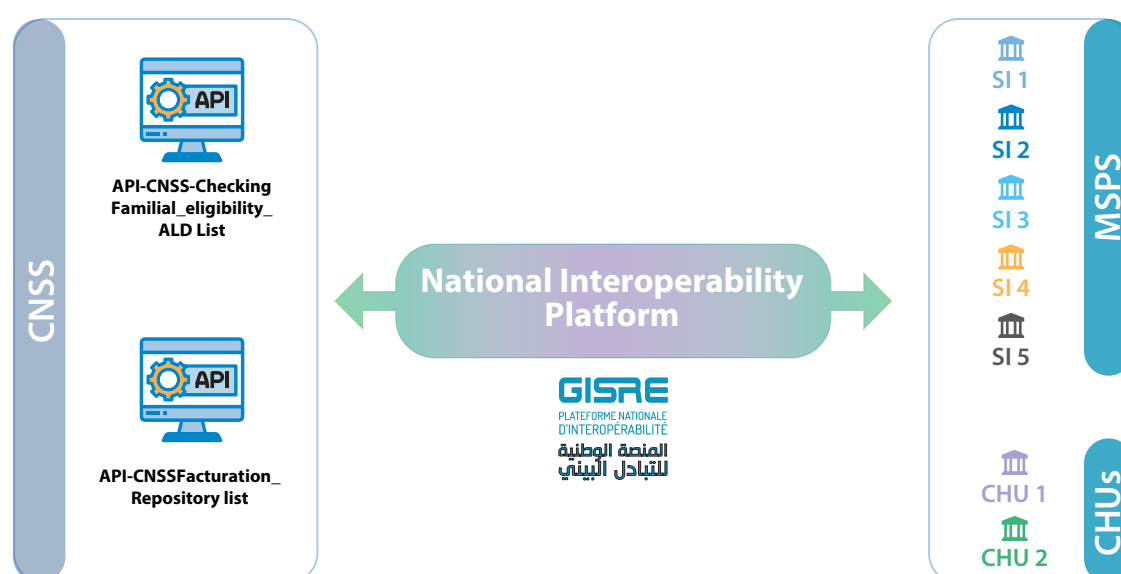 CNSS
API
API-CNSS-Checking
Familial_eligibility_
ALD List
API
API-CNSSFacturation_
Repository list
National Interoperability
Platform
GISRE
PLATEFORME NATIONALE
D'INTEROPÉRABILITÉ
المنصة الوطنية
للتبادل البيني
SI 1
SI 2
SI 3
SI 4
SI 5
MSPS
CHU 1
CHU 2
CHUs